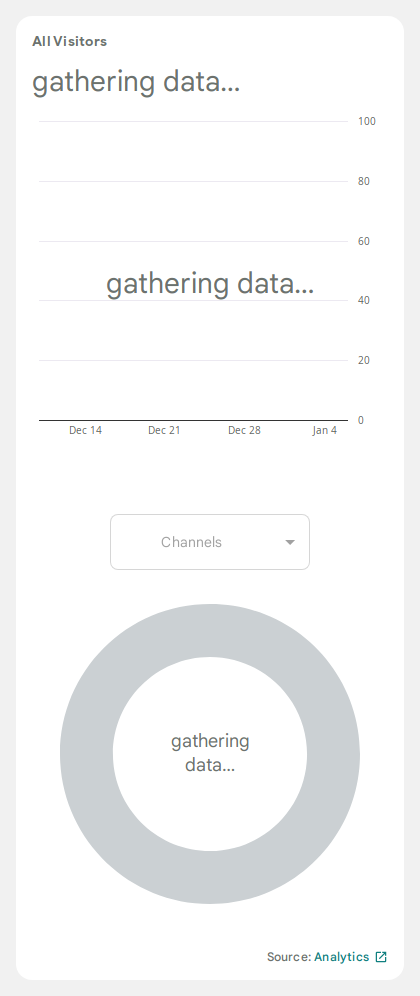 All Visitors
gathering data...
100
80
60
gathering data...
40
20
0
Dec 14 Dec 21 Dec 28 Jan 4
Channels
gathering
data...
Source: Analytics